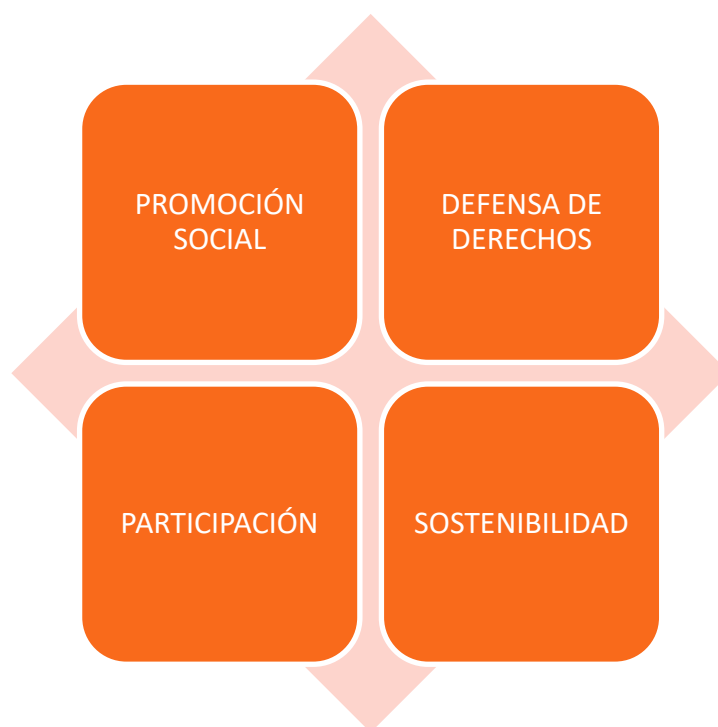 PROMOCIÓN
SOCIAL
DEFENSA DE
DERECHOS
PARTICIPACIÓN
SOSTENIBILIDAD